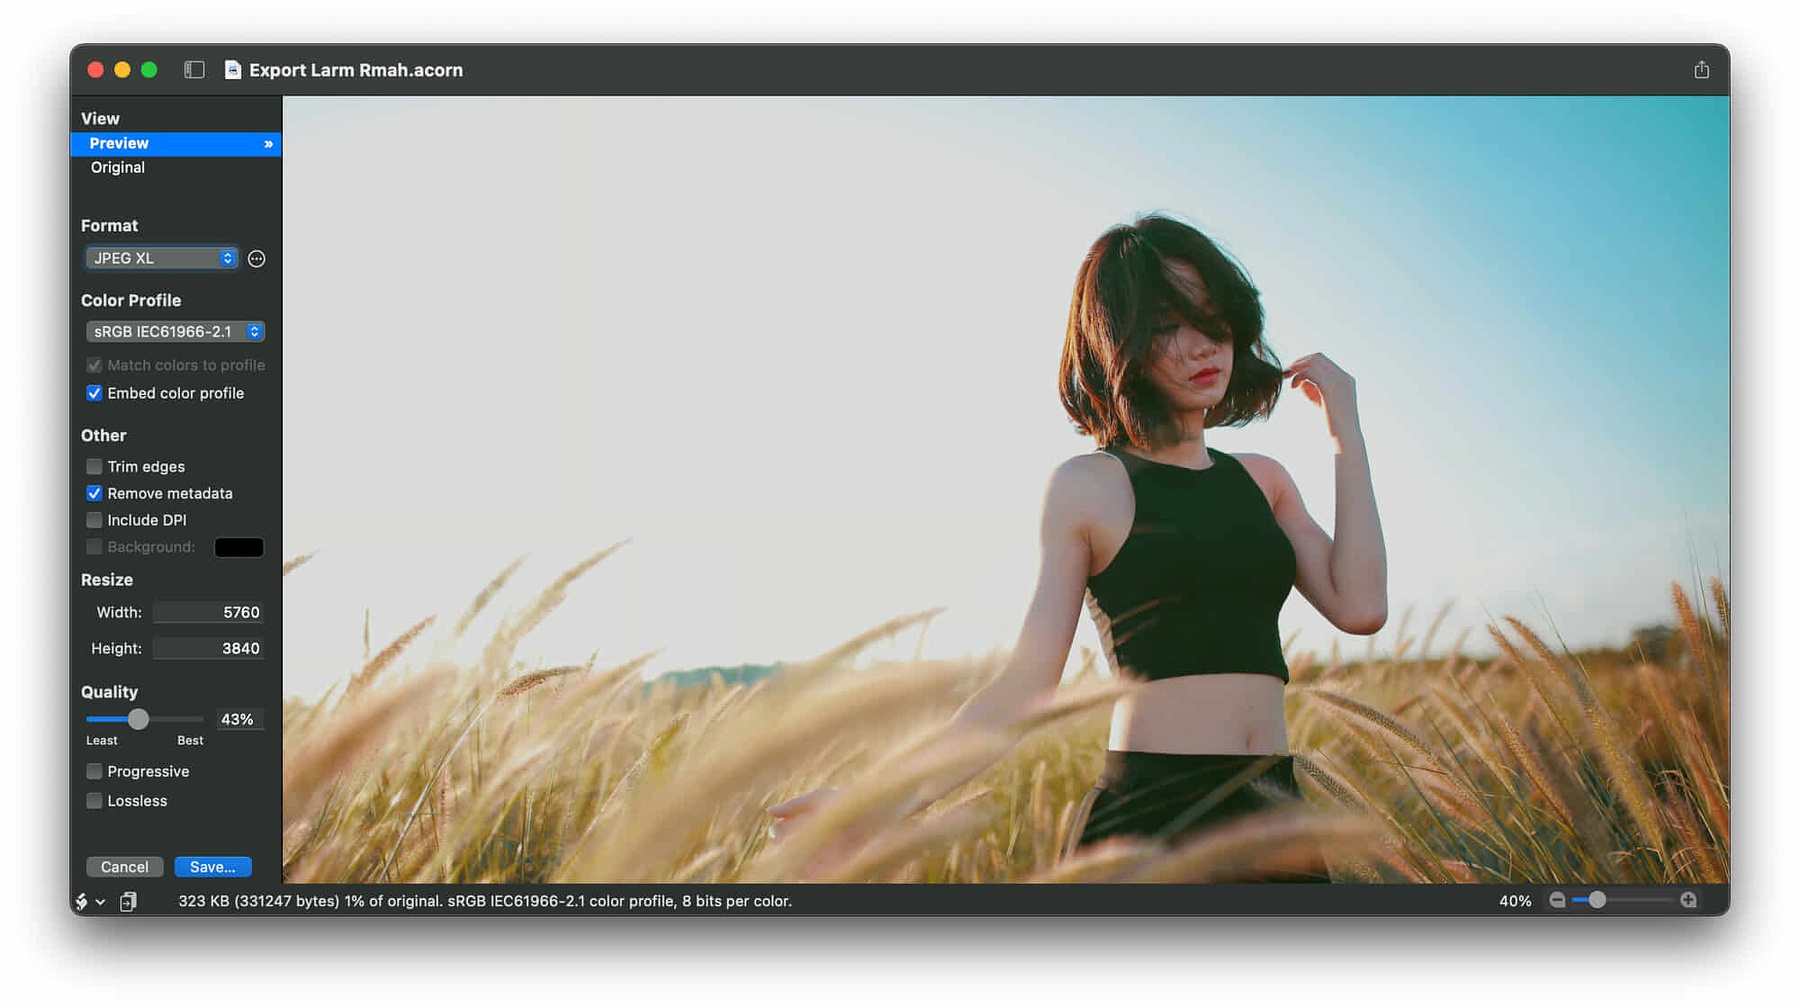 Export Larm Rmah.acorn
View
Preview »
Original
Format
JPEG XL
Color Profile
sRGB IEC61966-2.1
Match colors to profile
Embed color profile
Other
Trim edges
Remove metadata
Include DPI
Background:
Resize
Width: 5760
Height: 3840
Quality
43%
Least Best
Progressive
Lossless
Cancel Save...
323 KB (331247 bytes) 1% of original. sRGB IEC61966-2.1 color profile, 8 bits per color.
40%